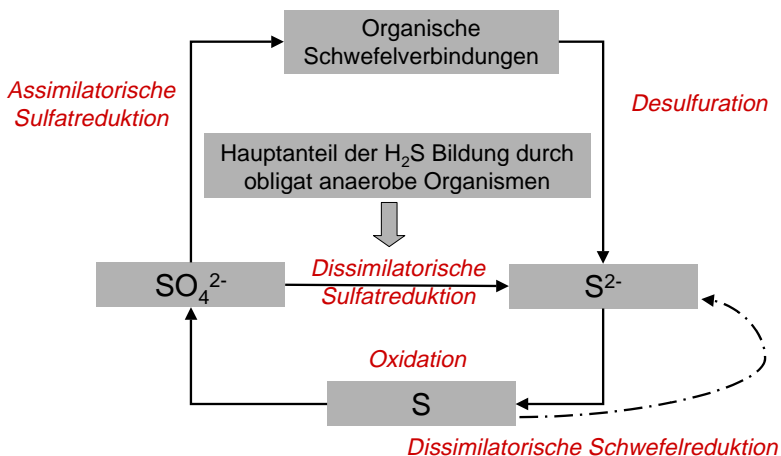 Organische
Schwefelverbindungen
Assimilatorische
Sulfatreduktion
Desulfuration
Hauptanteil der H₂S Bildung durch
obligat anaerobe Organismen
SO₄²⁻
Dissimilatorische
Sulfatreduktion
S²⁻
Oxidation
S
Dissimilatorische Schwefelreduktion